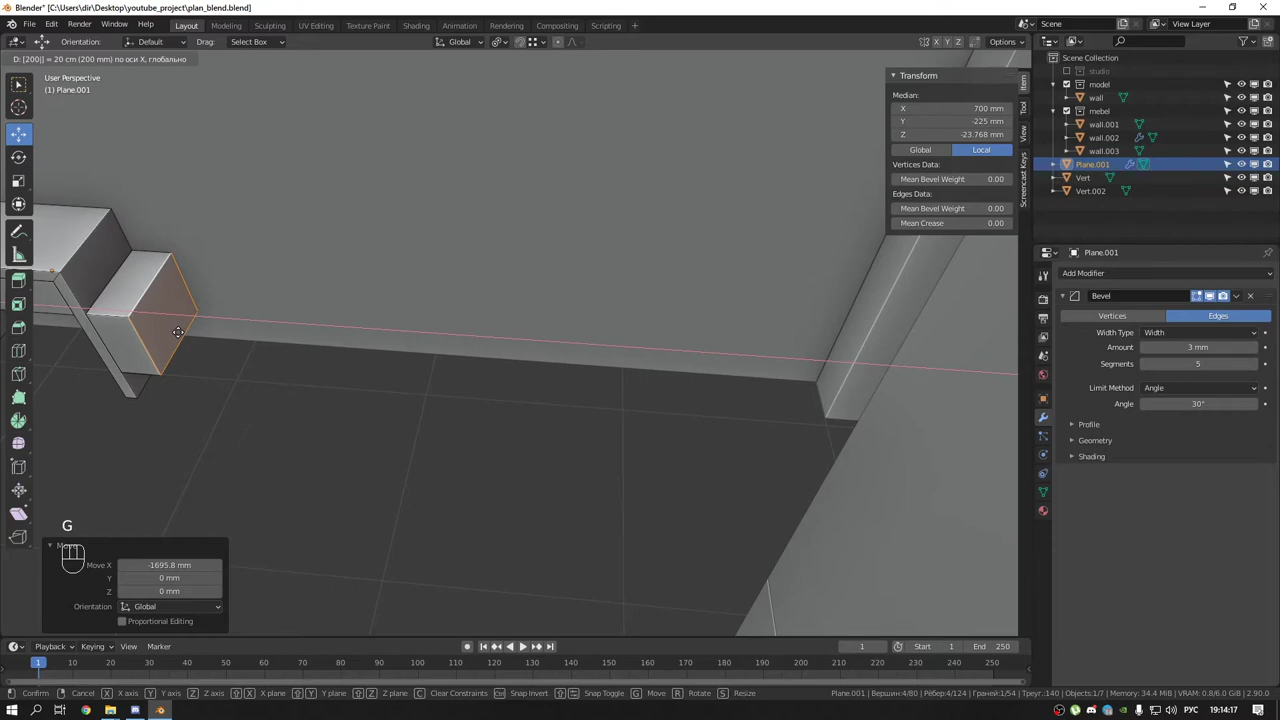 Blender* [C:\Users\dir\Desktop\youtube_project\plan_blend.blend]
File Edit Render Window Help Layout Modeling Sculpting UV Editing Texture Paint Shading Animation Rendering Compositing Scripting Scene View Layer
Orientation: Default Drag: Select Box Global X Y Z Options
D: [200|] = 20 cm (200 mm) по оси X, глобально
User Perspective
(1) Plane.001
Transform
Median:
X 700 mm
Y -225 mm
Z -23.768 mm
Global Local
Vertices Data:
Mean Bevel Weight 0.00
Edges Data:
Mean Bevel Weight 0.00
Mean Crease 0.00
Item
Tool
View
Screencast Keys
Scene Collection
studio
model
wall
mebel
wall.001
wall.002
wall.003
Plane.001
Vert
Vert.002
Plane.001
Add Modifier
Bevel
Vertices Edges
Width Type Width
Amount 3 mm
Segments 5
Limit Method Angle
Angle 30°
Profile
Geometry
Shading
G
Move X -1695.8 mm
Y 0 mm
Z 0 mm
Orientation Global
Proportional Editing
Playback Keying View Marker 1 Start 1 End 250
1 10 20 30 40 50 60 70 80 90 100 110 120 130 140 150 160 170 180 190 200 210 220 230 240 250
Confirm Cancel X X axis Y Y axis Z Z axis X X plane Y Y plane Z Z plane C Clear Constraints Snap Invert Snap Toggle G Move R Rotate S Resize Plane.001 | Вершин:4/80 | Рёбер:4/124 | Граней:1/54 | Треуг.:140 | Objects:1/7 | Memory: 34.4 MiB | VRAM: 0.8/6.0 GiB | 2.90.0
РУС 19:14:17